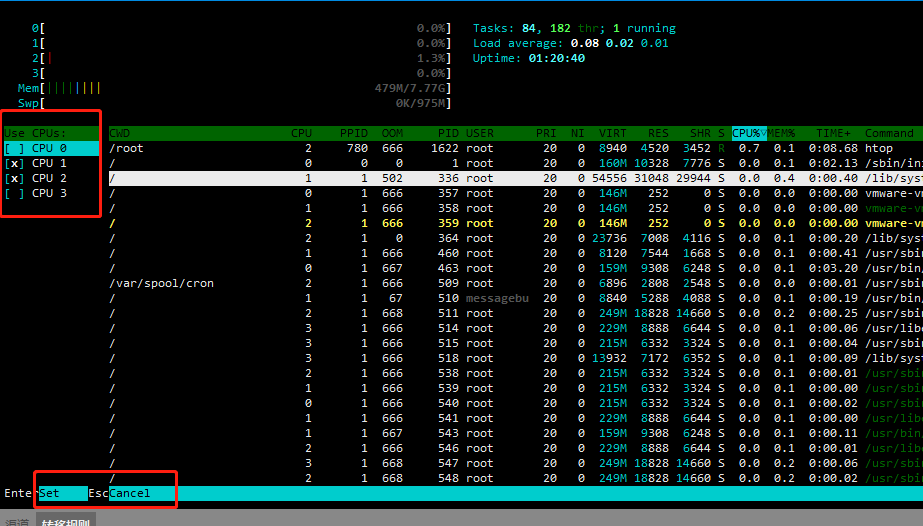 0[ 0.0%] Tasks: 84, 182 thr; 1 running
1[ 0.0%] Load average: 0.08 0.02 0.01
2[| 1.3%] Uptime: 01:20:40
3[ 0.0%]
Mem[|||||||| 479M/7.77G]
Swp[ 0K/975M]
Use CPUs: CWD CPU PPID OOM PID USER PRI NI VIRT RES SHR S CPU%▽MEM% TIME+ Command
[ ] CPU 0 /root 2 780 666 1622 root 20 0 8940 4520 3452 R 0.7 0.1 0:08.68 htop
[x] CPU 1 / 0 0 0 1 root 20 0 160M 10328 7776 S 0.0 0.1 0:02.13 /sbin/ini
[x] CPU 2 / 1 1 502 336 root 20 0 54556 31048 29944 S 0.0 0.4 0:00.40 /lib/sys
[ ] CPU 3 / 0 1 666 357 root 20 0 146M 252 0 S 0.0 0.0 0:00.00 vmware-v
/ 1 1 666 358 root 20 0 146M 252 0 S 0.0 0.0 0:00.00 vmware-v
/ 2 1 666 359 root 20 0 146M 252 0 S 0.0 0.0 0:00.00 vmware-v
/ 2 1 0 364 root 20 0 23736 7008 4116 S 0.0 0.1 0:00.20 /lib/sys
/ 1 1 666 460 root 20 0 8120 7544 1668 S 0.0 0.1 0:00.41 /usr/sbi
/ 0 1 667 463 root 20 0 159M 9308 6248 S 0.0 0.1 0:03.20 /usr/bin
/var/spool/cron 2 1 666 509 root 20 0 6896 2808 2548 S 0.0 0.0 0:00.01 /usr/sbi
/ 1 1 67 510 messagebu 20 0 8840 5288 4088 S 0.0 0.1 0:00.19 /usr/bin
/ 2 1 668 511 root 20 0 249M 18828 14660 S 0.0 0.2 0:00.25 /usr/sbi
/ 3 1 666 514 root 20 0 229M 8888 6644 S 0.0 0.1 0:00.06 /usr/lib
/ 3 1 666 515 root 20 0 215M 6332 3324 S 0.0 0.1 0:00.04 /usr/sbi
/ 3 1 666 518 root 20 0 13932 7172 6352 S 0.0 0.1 0:00.09 /lib/sys
/ 2 1 666 538 root 20 0 215M 6332 3324 S 0.0 0.1 0:00.01 /usr/sbi
/ 1 1 666 539 root 20 0 215M 6332 3324 S 0.0 0.1 0:00.00 /usr/sbi
/ 0 1 666 540 root 20 0 215M 6332 3324 S 0.0 0.1 0:00.02 /usr/sbi
/ 1 1 666 541 root 20 0 229M 8888 6644 S 0.0 0.1 0:00.00 /usr/lib
/ 1 1 667 543 root 20 0 159M 9308 6248 S 0.0 0.1 0:00.11 /usr/bin
/ 2 1 666 546 root 20 0 229M 8888 6644 S 0.0 0.1 0:00.01 /usr/lib
/ 3 1 668 547 root 20 0 249M 18828 14660 S 0.0 0.2 0:00.06 /usr/sbi
/ 2 1 668 548 root 20 0 249M 18828 14660 S 0.0 0.2 0:00.02 /usr/sbi
EnterSet EscCancel
渠道 转移规则